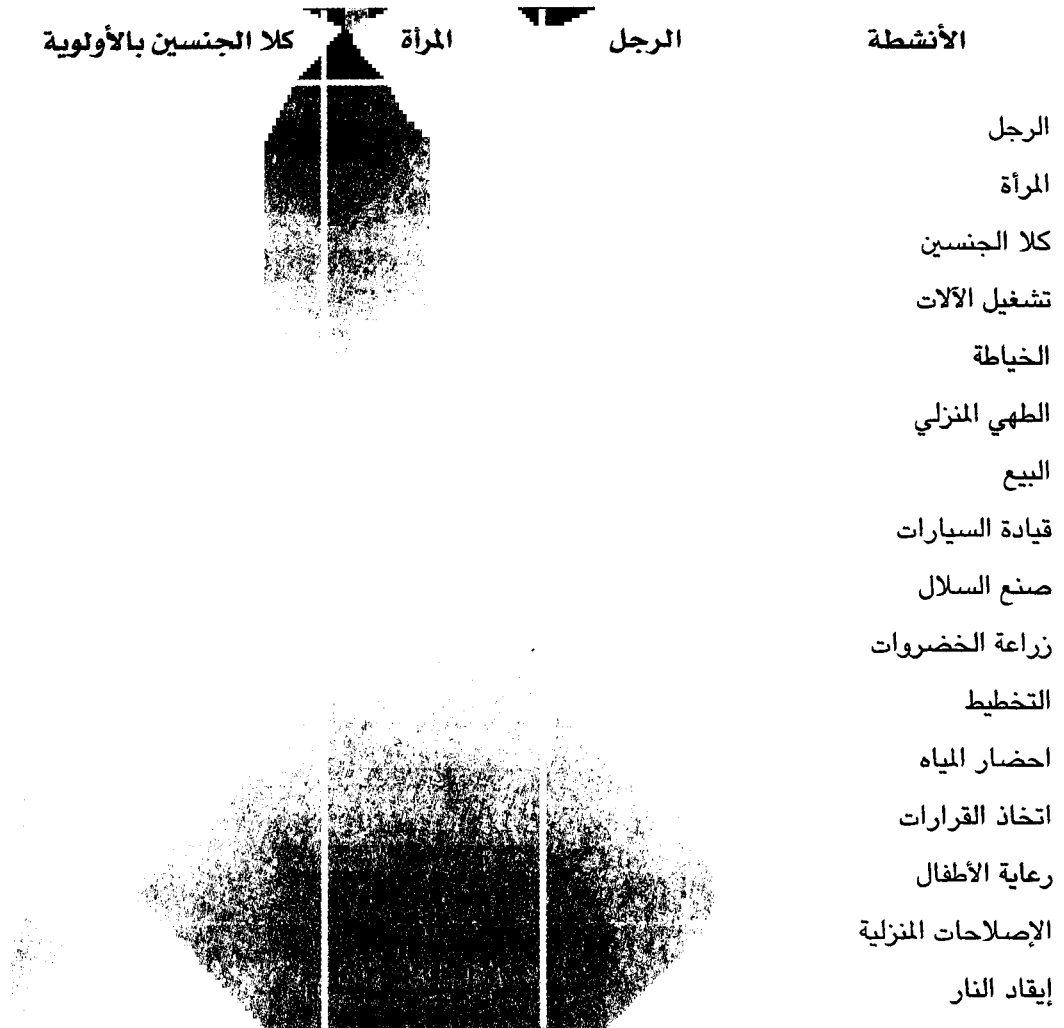 الأنشطة الرجل المرأة كلا الجنسين بالأولوية
الرجل
المرأة
كلا الجنسين
تشغيل الآلات
الخياطة
الطهي المنزلي
البيع
قيادة السيارات
صنع السلال
زراعة الخضروات
التخطيط
احضار المياه
اتخاذ القرارات
رعاية الأطفال
الإصلاحات المنزلية
إيقاد النار